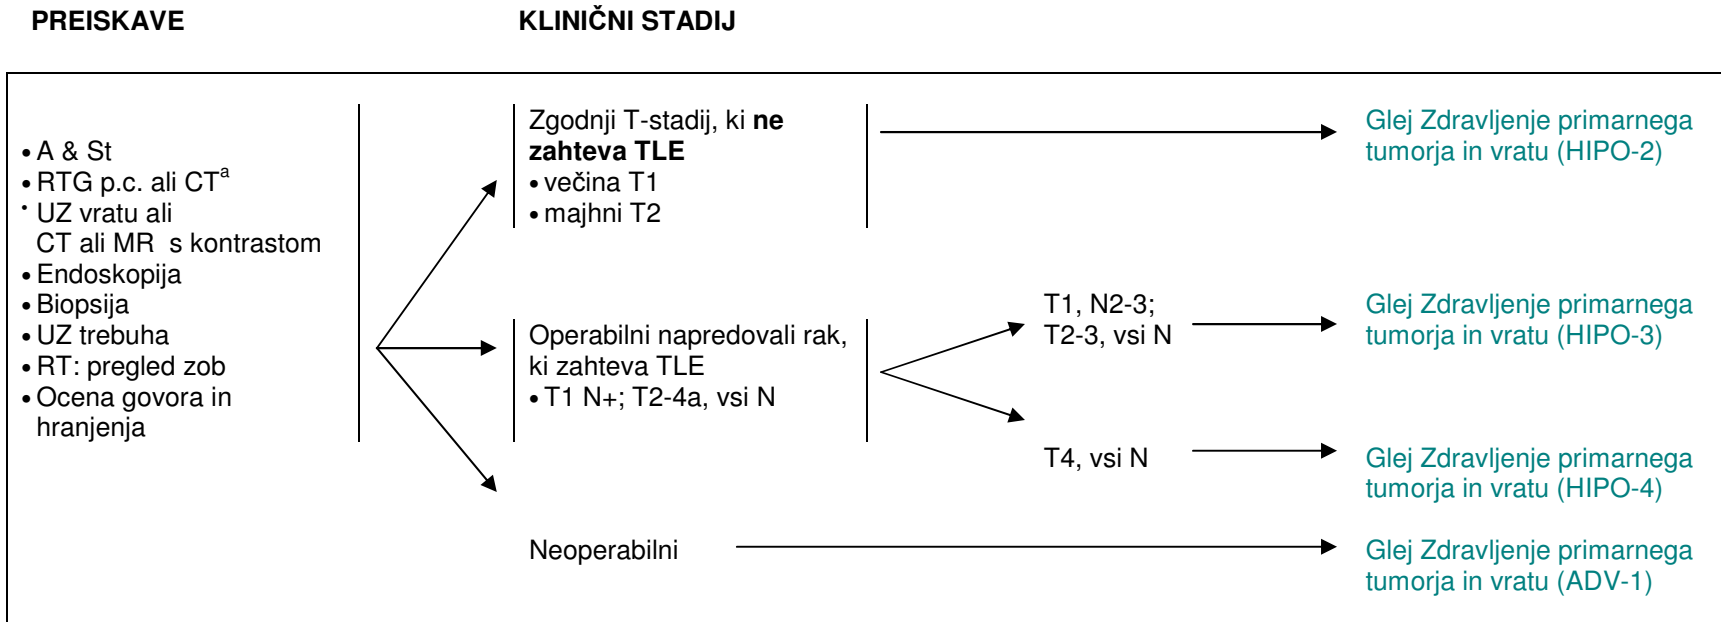 PREISKAVE
KLINIČNI STADIJ
• A & St
• RTG p.c. ali CTa
• UZ vratu ali
CT ali MR s kontrastom
• Endoskopija
• Biopsija
• UZ trebuha
• RT: pregled zob
• Ocena govora in
hranjenja
Zgodnji T-stadij, ki ne
zahteva TLE
• večina T1
• majhni T2
Glej Zdravljenje primarnega
tumorja in vratu (HIPO-2)
Operabilni napredovali rak,
ki zahteva TLE
• T1 N+; T2-4a, vsi N
T1, N2-3;
T2-3, vsi N
Glej Zdravljenje primarnega
tumorja in vratu (HIPO-3)
T4, vsi N
Glej Zdravljenje primarnega
tumorja in vratu (HIPO-4)
Neoperabilni
Glej Zdravljenje primarnega
tumorja in vratu (ADV-1)